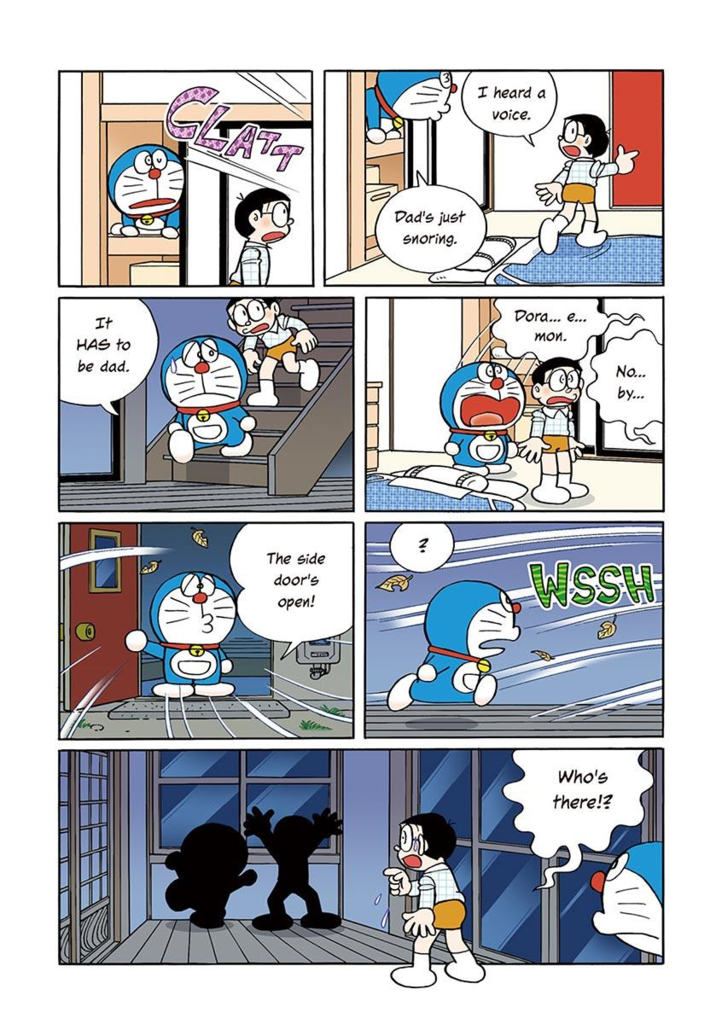 I heard a
voice.
Dad's just
snoring.
CLATT
No...
by...
Dora... e...
mon.
It
HAS to
be dad.
?
WSSH
The side
door's
open!
Who's
there!?